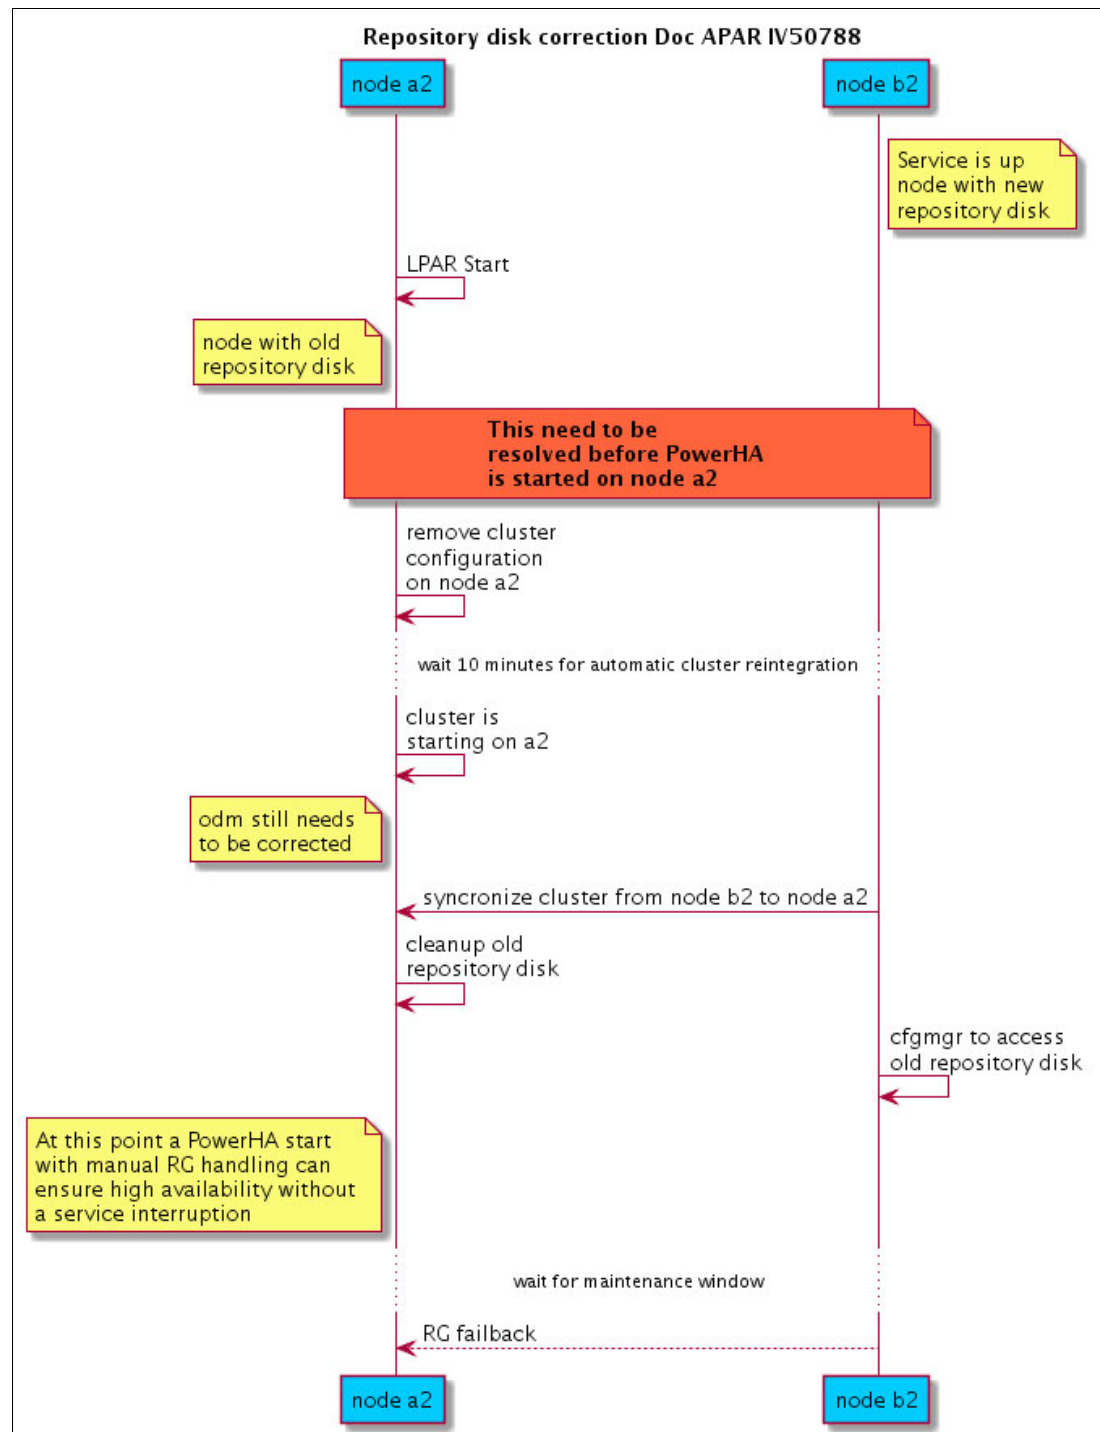 Repository disk correction Doc APAR IV50788
node a2
node b2
Service is up
node with new
repository disk
LPAR Start
node with old
repository disk
This need to be
resolved before PowerHA
is started on node a2
remove cluster
configuration
on node a2
wait 10 minutes for automatic cluster reintegration
cluster is
starting on a2
odm still needs
to be corrected
syncronize cluster from node b2 to node a2
cleanup old
repository disk
cfgmgr to access
old repository disk
At this point a PowerHA start
with manual RG handling can
ensure high availability without
a service interruption
wait for maintenance window
RG failback
node a2
node b2